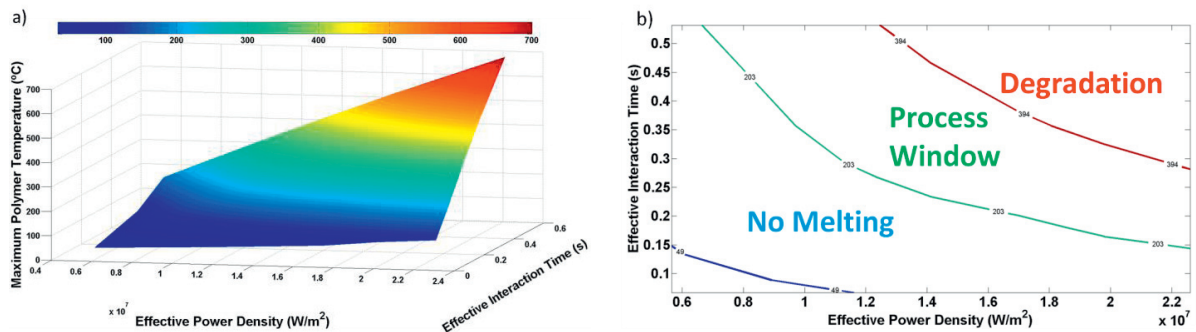 a)
100 200 300 400 500 600 700
Maximum Polymer Temperature (ºC)
700
600
500
400
300
200
100
0
0.4 0.6 0.8 1 1.2 1.4 1.6 1.8 2 2.2 2.4
x 10^7
Effective Power Density (W/m²)
0 0.2 0.4 0.6
Effective Interaction Time (s)
b)
Effective Interaction Time (s)
0.5
0.45
0.4
0.35
0.3
0.25
0.2
0.15
0.1
394
203
Degradation
394
Process
Window
203
394
No Melting
203
203
49
49
0.6 0.8 1 1.2 1.4 1.6 1.8 2 2.2
x 10^7
Effective Power Density (W/m²)